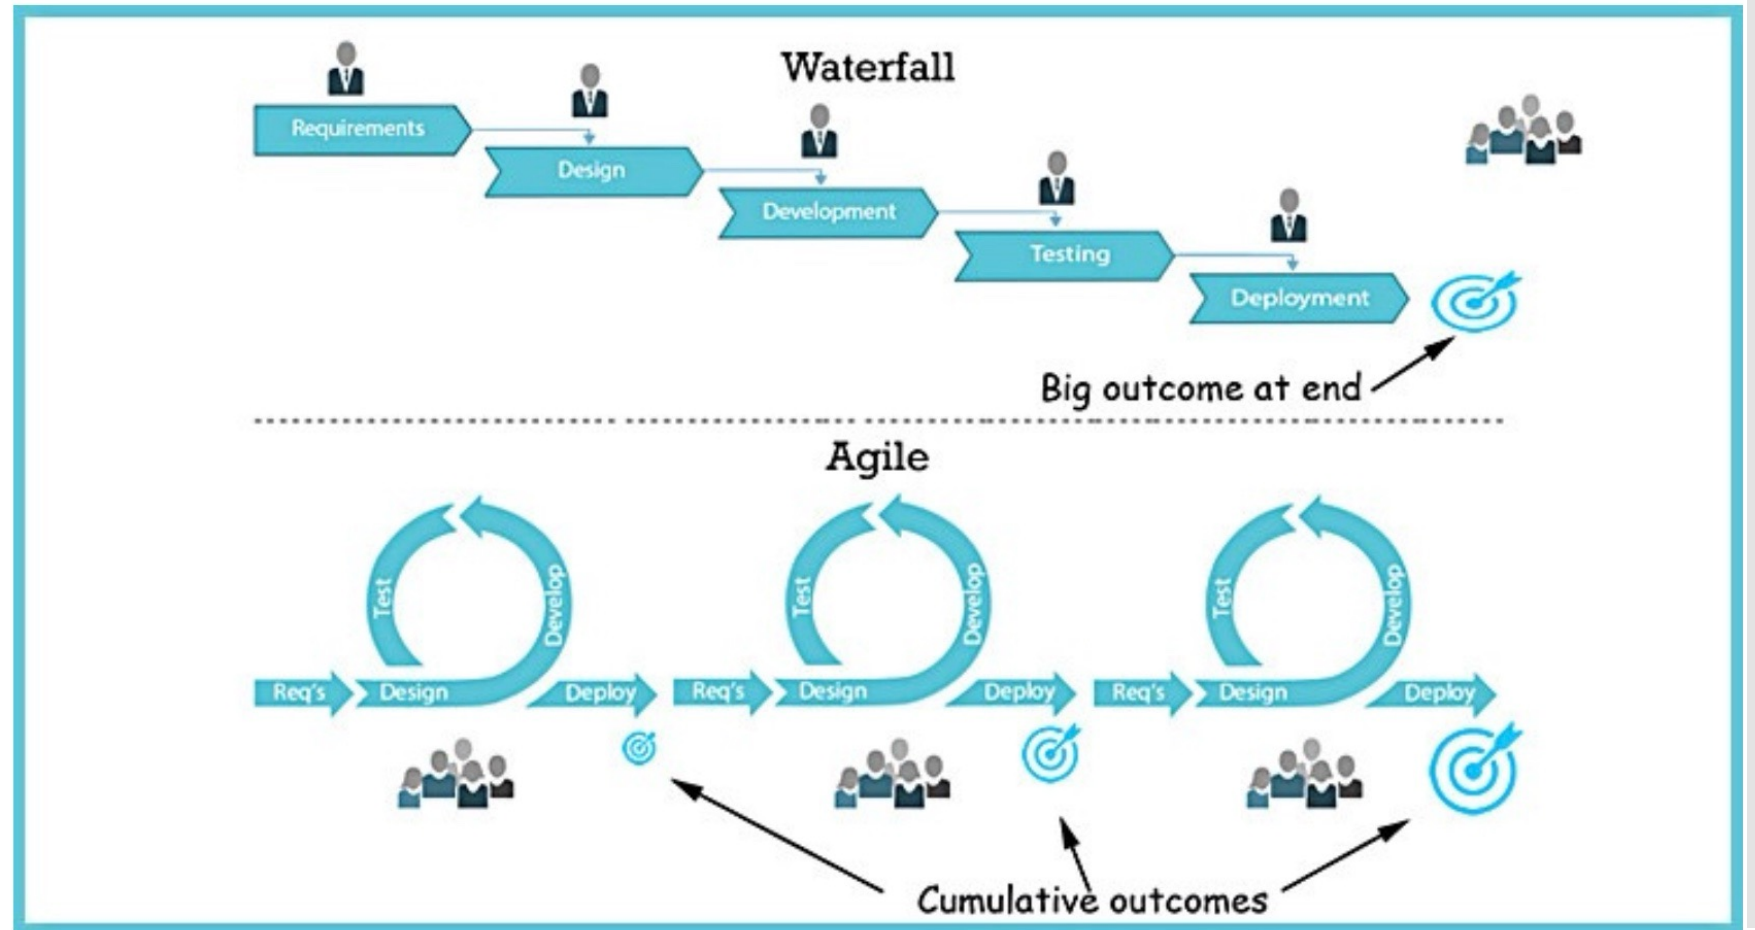 Waterfall
Requirements
Design
Development
Testing
Deployment
Big outcome at end
Agile
Test
Develop
Req's
Design
Deploy
Test
Develop
Req's
Design
Deploy
Test
Develop
Req's
Design
Deploy
Cumulative outcomes